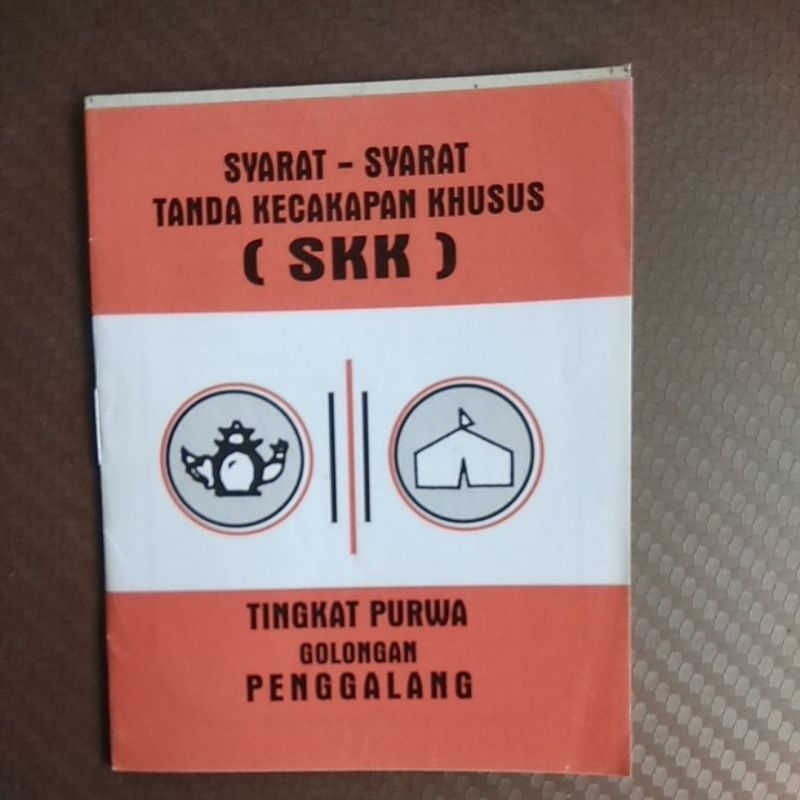 SYARAT - SYARAT
TANDA KECAKAPAN KHUSUS
( SKK )
TINGKAT PURWA
GOLONGAN
PENGGALANG